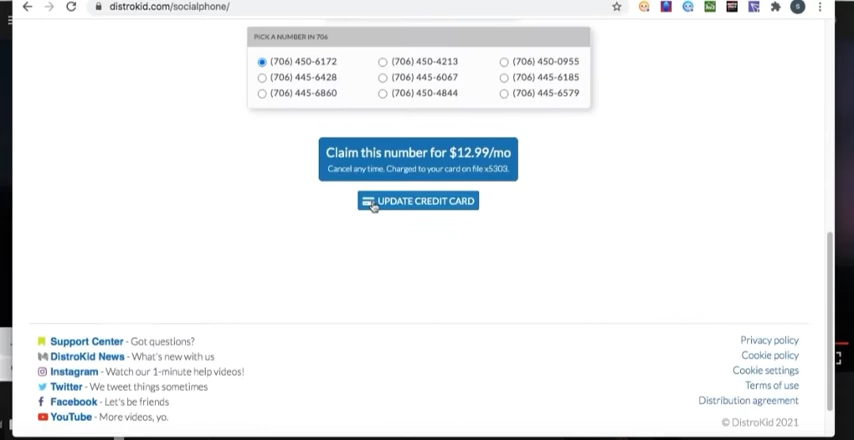 distrokid.com/socialphone/
PICK A NUMBER IN 706
(706) 450-6172 (706) 450-4213 (706) 450-0955
(706) 445-6428 (706) 445-6067 (706) 445-6185
(706) 445-6860 (706) 450-4844 (706) 445-6579
Claim this number for $12.99/mo
Cancel any time. Charged to your card on file x5303.
UPDATE CREDIT CARD
Support Center - Got questions?
DistroKid News - What's new with us
Instagram - Watch our 1-minute help videos!
Twitter - We tweet things sometimes
Facebook - Let's be friends
YouTube - More videos, yo.
Privacy policy
Cookie policy
Cookie settings
Terms of use
Distribution agreement
© DistroKid 2021